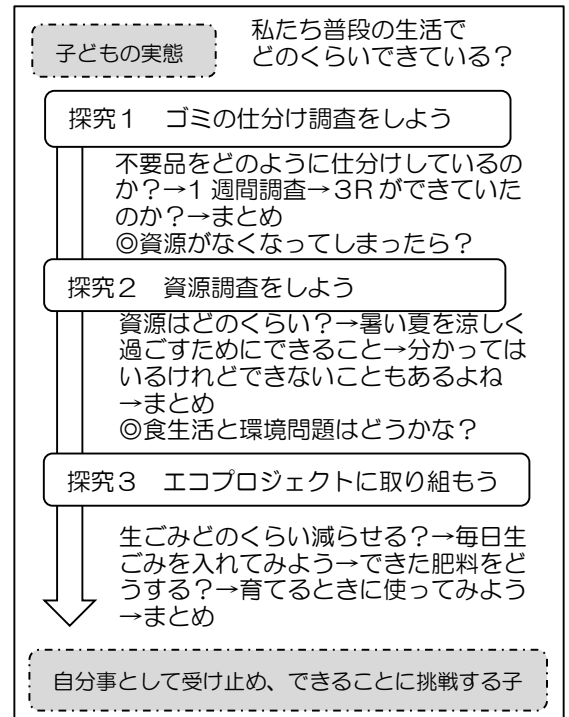 子どもの実態
私たち普段の生活で
どのくらいできている？
探究１　ゴミの仕分け調査をしよう
不要品をどのように仕分けしているの
か？→1 週間調査→３Rができていた
のか？→まとめ
◎資源がなくなってしまったら？
探究２　資源調査をしよう
資源はどのくらい？→暑い夏を涼しく
過ごすためにできること→分かっては
いるけれどできないこともあるよね
→まとめ
◎食生活と環境問題はどうかな？
探究３　エコプロジェクトに取り組もう
生ごみどのくらい減らせる？→毎日生
ごみを入れてみよう→できた肥料をど
うする？→育てるときに使ってみよう
→まとめ
自分事として受け止め、できることに挑戦する子